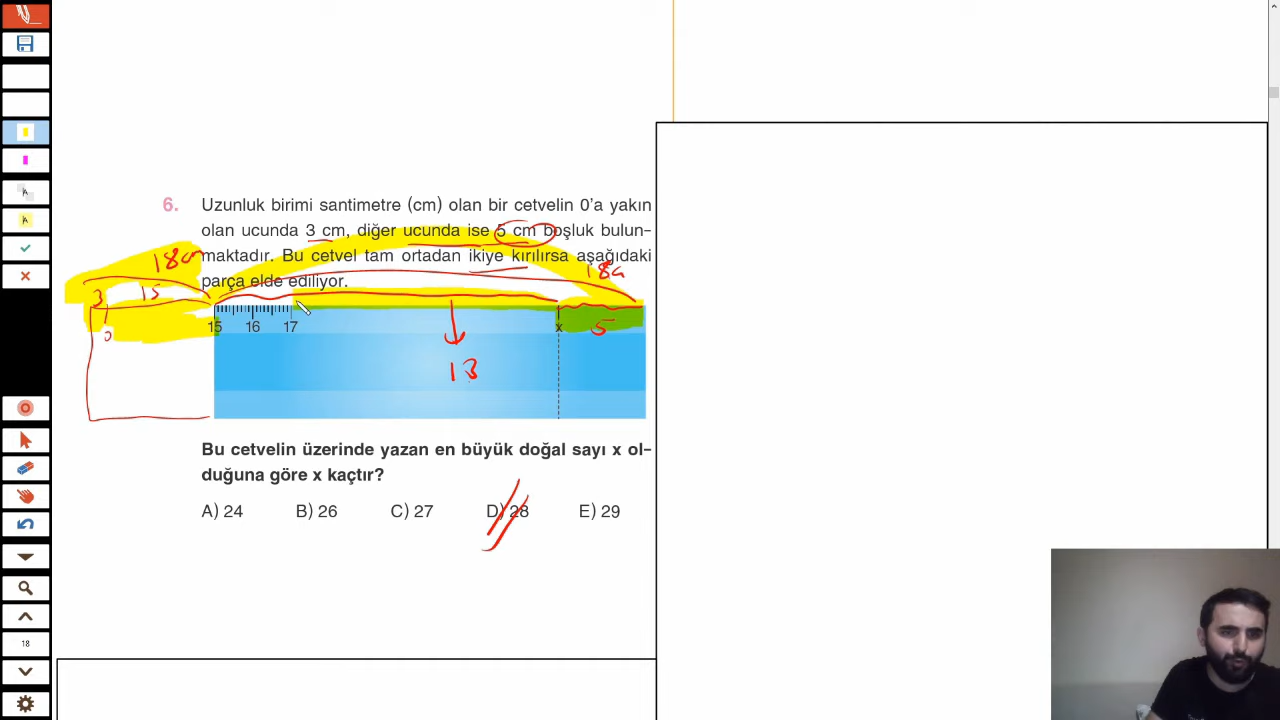 6. Uzunluk birimi santimetre (cm) olan bir cetvelin 0'a yakın
olan ucunda 3 cm, diğer ucunda ise 5 cm boşluk bulun-
maktadır. Bu cetvel tam ortadan ikiye kırılırsa aşağıdaki
parça elde ediliyor.
18cm
18a
3 15
0
15 16 17 x 5
13
Bu cetvelin üzerinde yazan en büyük doğal sayı x ol-
duğuna göre x kaçtır?
A) 24 B) 26 C) 27 D) 28 E) 29
18